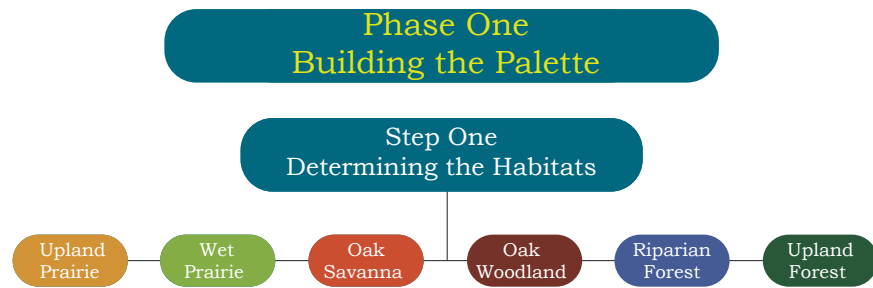 Phase One
Building the Palette
Step One
Determining the Habitats
Upland
Prairie
Wet
Prairie
Oak
Savanna
Oak
Woodland
Riparian
Forest
Upland
Forest